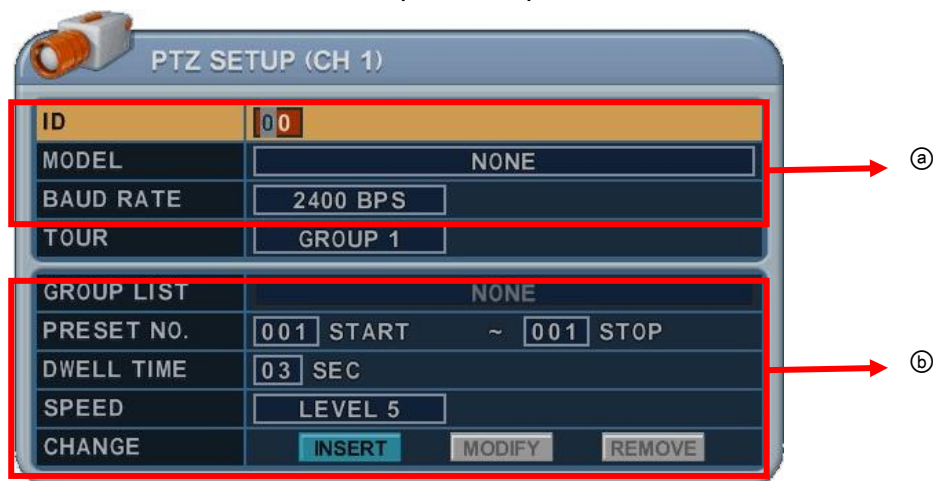 PTZ SETUP (CH 1)
ID 00
MODEL NONE
ⓐ
BAUD RATE 2400 BPS
TOUR GROUP 1
GROUP LIST NONE
PRESET NO. 001 START ~ 001 STOP
DWELL TIME 03 SEC
ⓑ
SPEED LEVEL 5
CHANGE INSERT MODIFY REMOVE